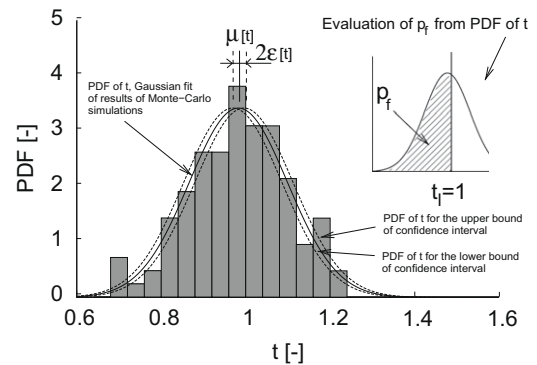 Evaluation of pf from PDF of t
μ[t]
2ε[t]
PDF of t, Gaussian fit
of results of Monte−Carlo
simulations
pf
tl=1
PDF of t for the upper bound
of confidence interval
PDF of t for the lower bound
of confidence interval
PDF [-]
5
4
3
2
1
0
0.6
0.8
1
1.2
1.4
1.6
t [-]